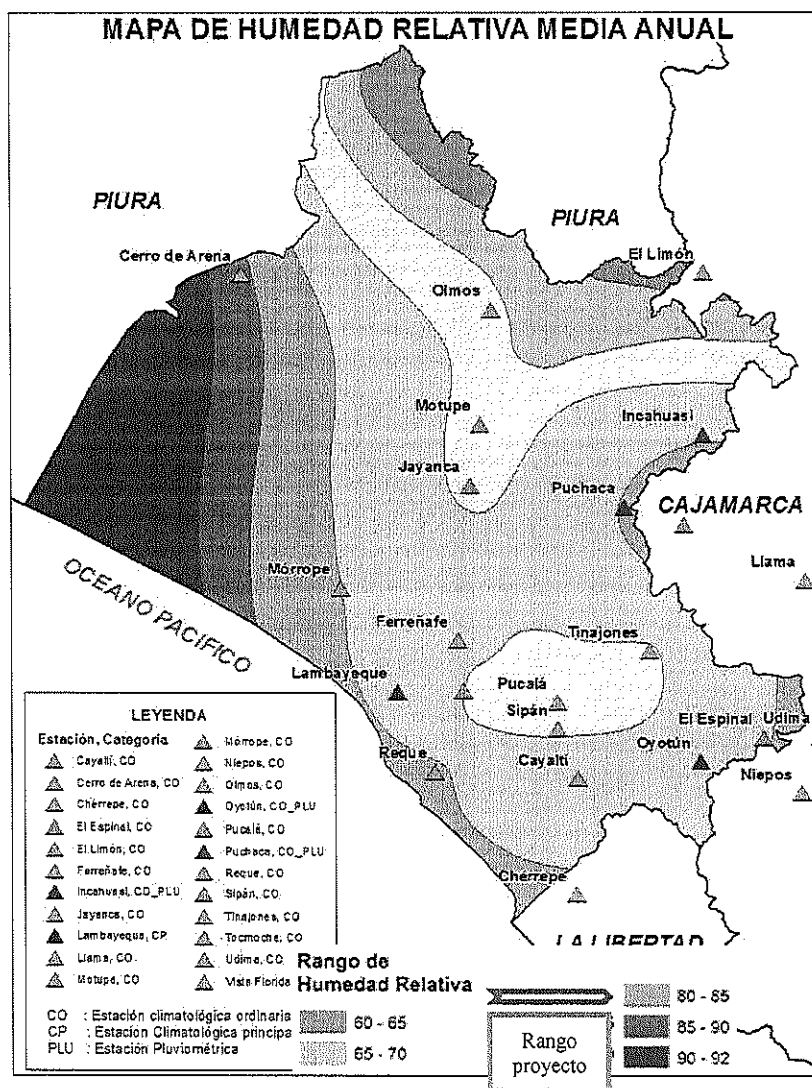 MAPA DE HUMEDAD RELATIVA MEDIA ANUAL
PIURA
PIURA
Cerro de Arena
El Limón
Olmos
Motupe
Incahuasi
Jayanca
Puchaca
CAJAMARCA
OCEANO PACIFICO
Mórrope
Llama
Ferreñafe
Tinajones
Lambayeque
Pucalá
Sipán
El Espinal
Udima
Reque
Cayaltí
Oyotún
Niepos
Chérrepe
LA LIBERTAD
LEYENDA
Estación, Categoría
Cayaltí, CO
Cerro de Arena, CO
Chérrepe, CO
El Espinal, CO
El Limón, CO
Ferreñafe, CO
Incahuasi, CO_PLU
Jayanca, CO
Lambayeque, CP
Llama, CO
Motupe, CO
Mórrope, CO
Niepos, CO
Olmos, CO
Oyotún, CO_PLU
Pucalá, CO
Puchaca, CO_PLU
Reque, CO
Sipán, CO
Tinajones, CO
Tocmoche, CO
Udima, CO
Vista Florida
CO : Estación climatológica ordinaria
CP : Estación Climatológica principa
PLU : Estación Pluviométrica
Rango de
Humedad Relativa
60 - 65
65 - 70
80 - 85
85 - 90
90 - 92
Rango
proyecto